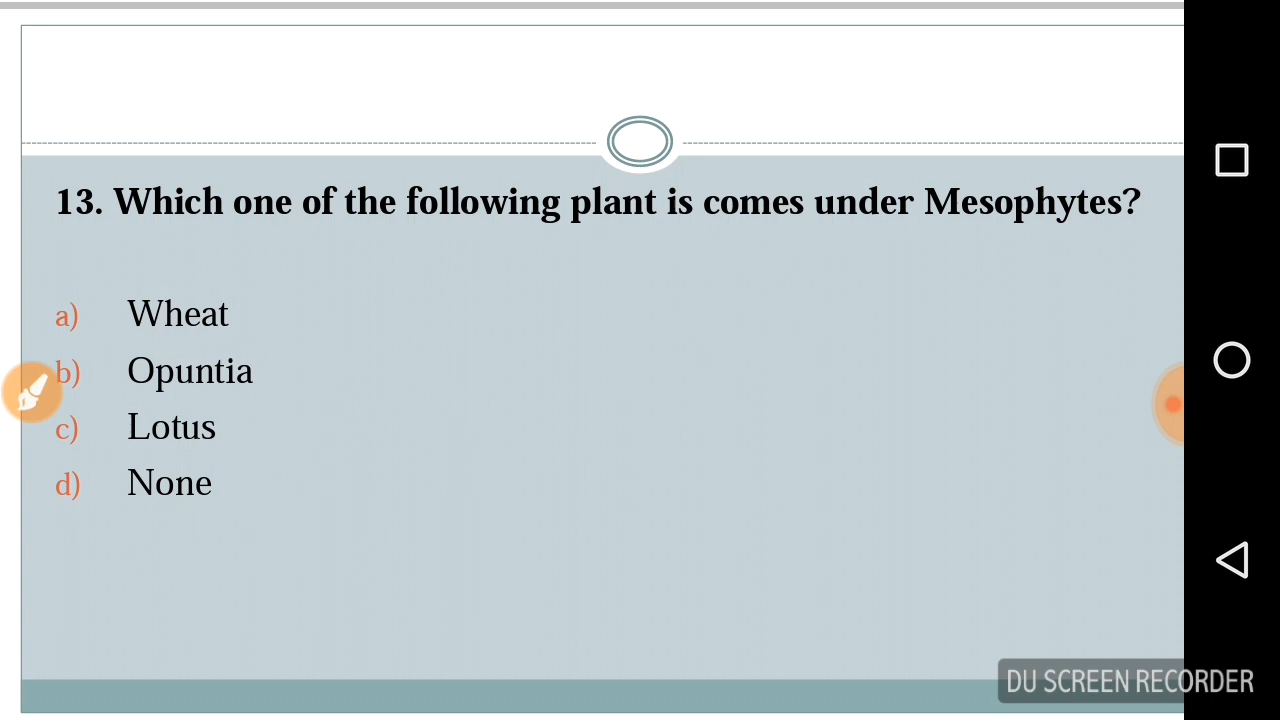 13. Which one of the following plant is comes under Mesophytes?
a) Wheat
b) Opuntia
c) Lotus
d) None
DU SCREEN RECORDER